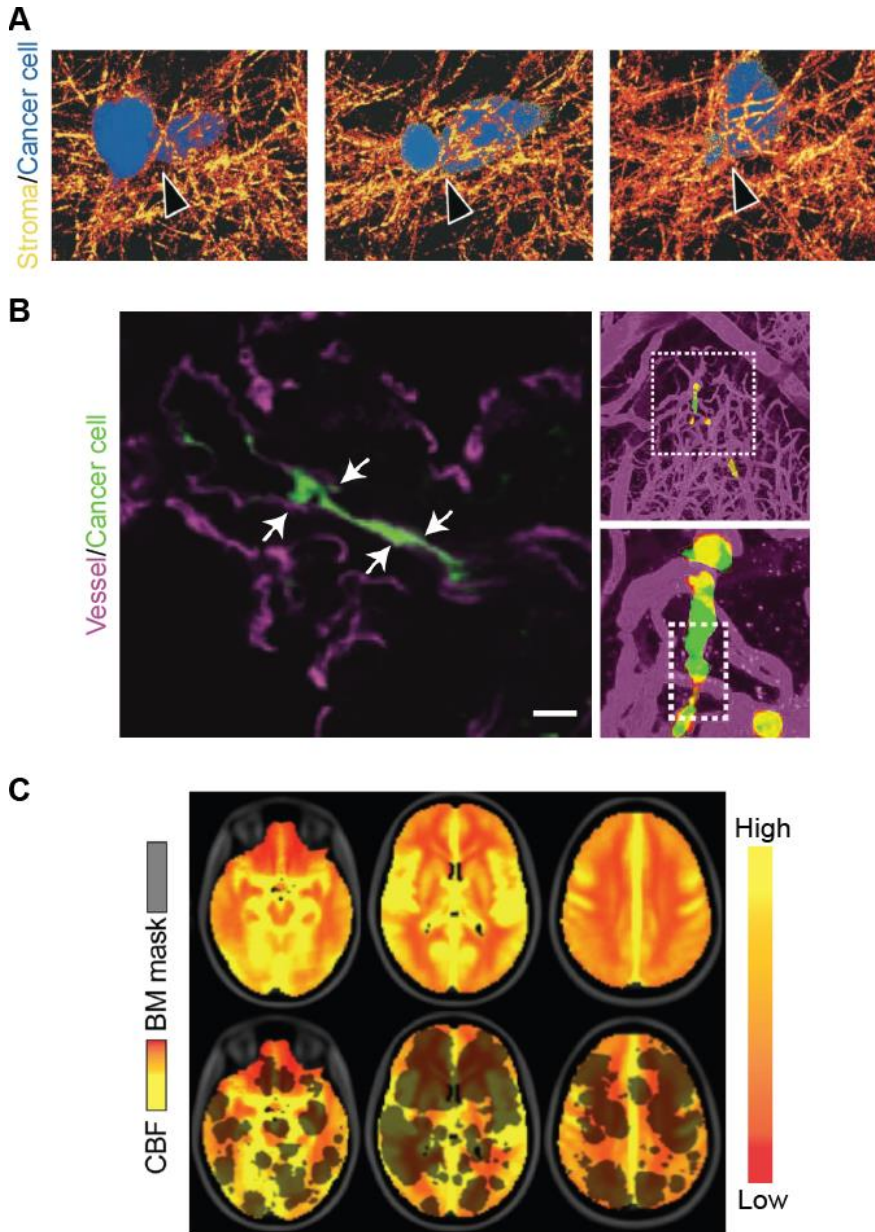 A
Stroma/Cancer cell
B
Vessel/Cancer cell
C
BM mask
CBF
High
Low